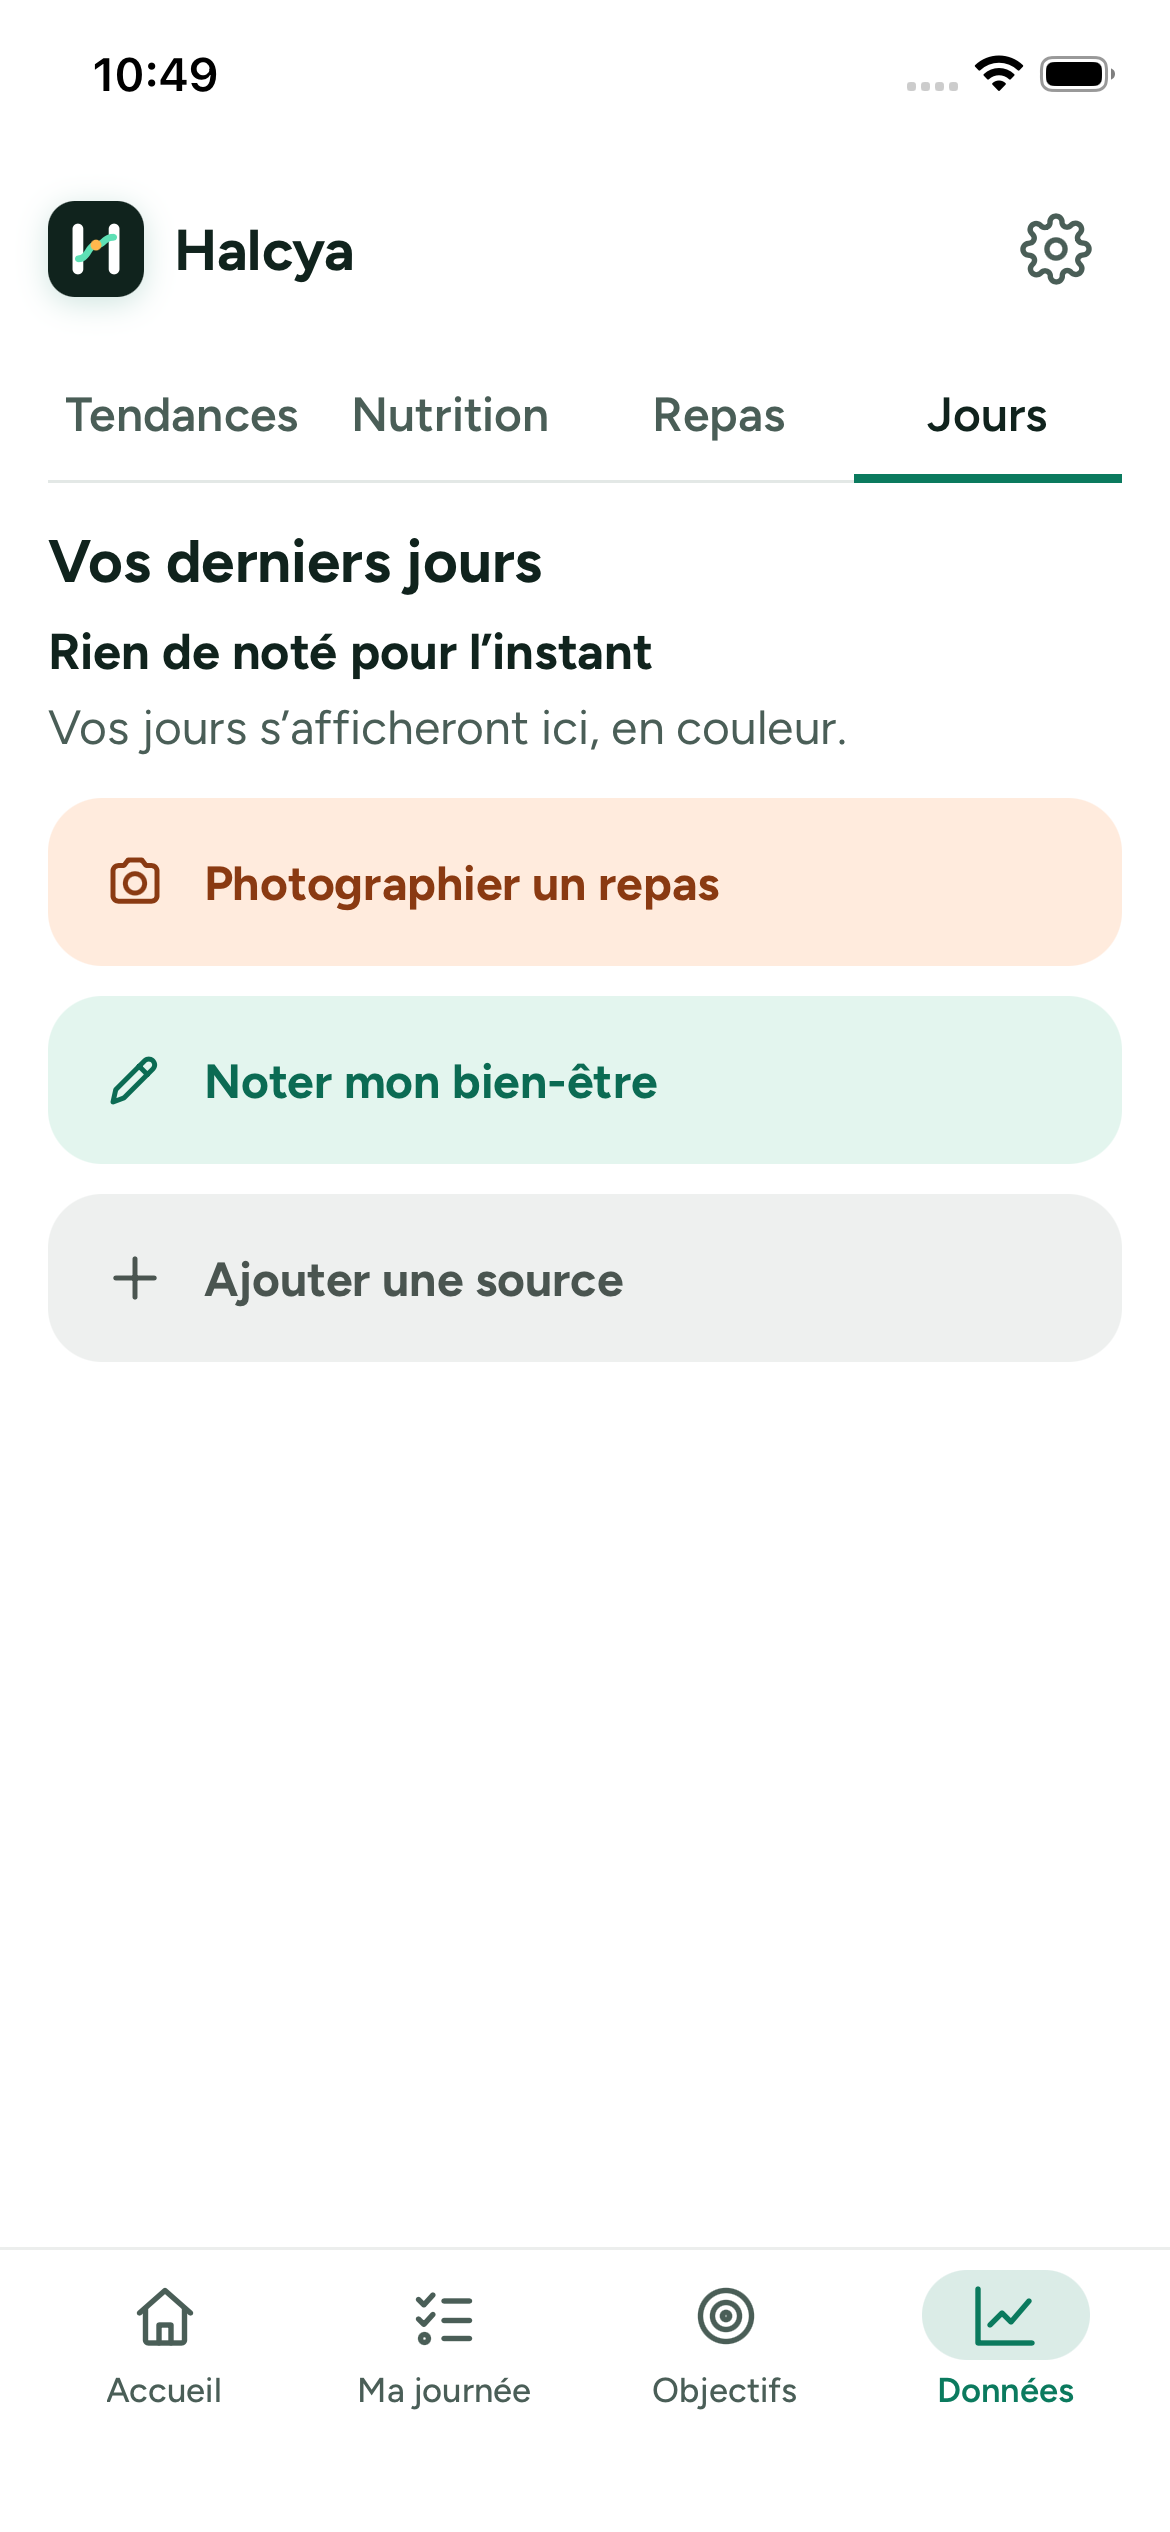 10:49
Halcya
Tendances Nutrition Repas Jours
Vos derniers jours
Rien de noté pour l’instant
Vos jours s’afficheront ici, en couleur.
Photographier un repas
Noter mon bien-être
Ajouter une source
Accueil Ma journée Objectifs Données